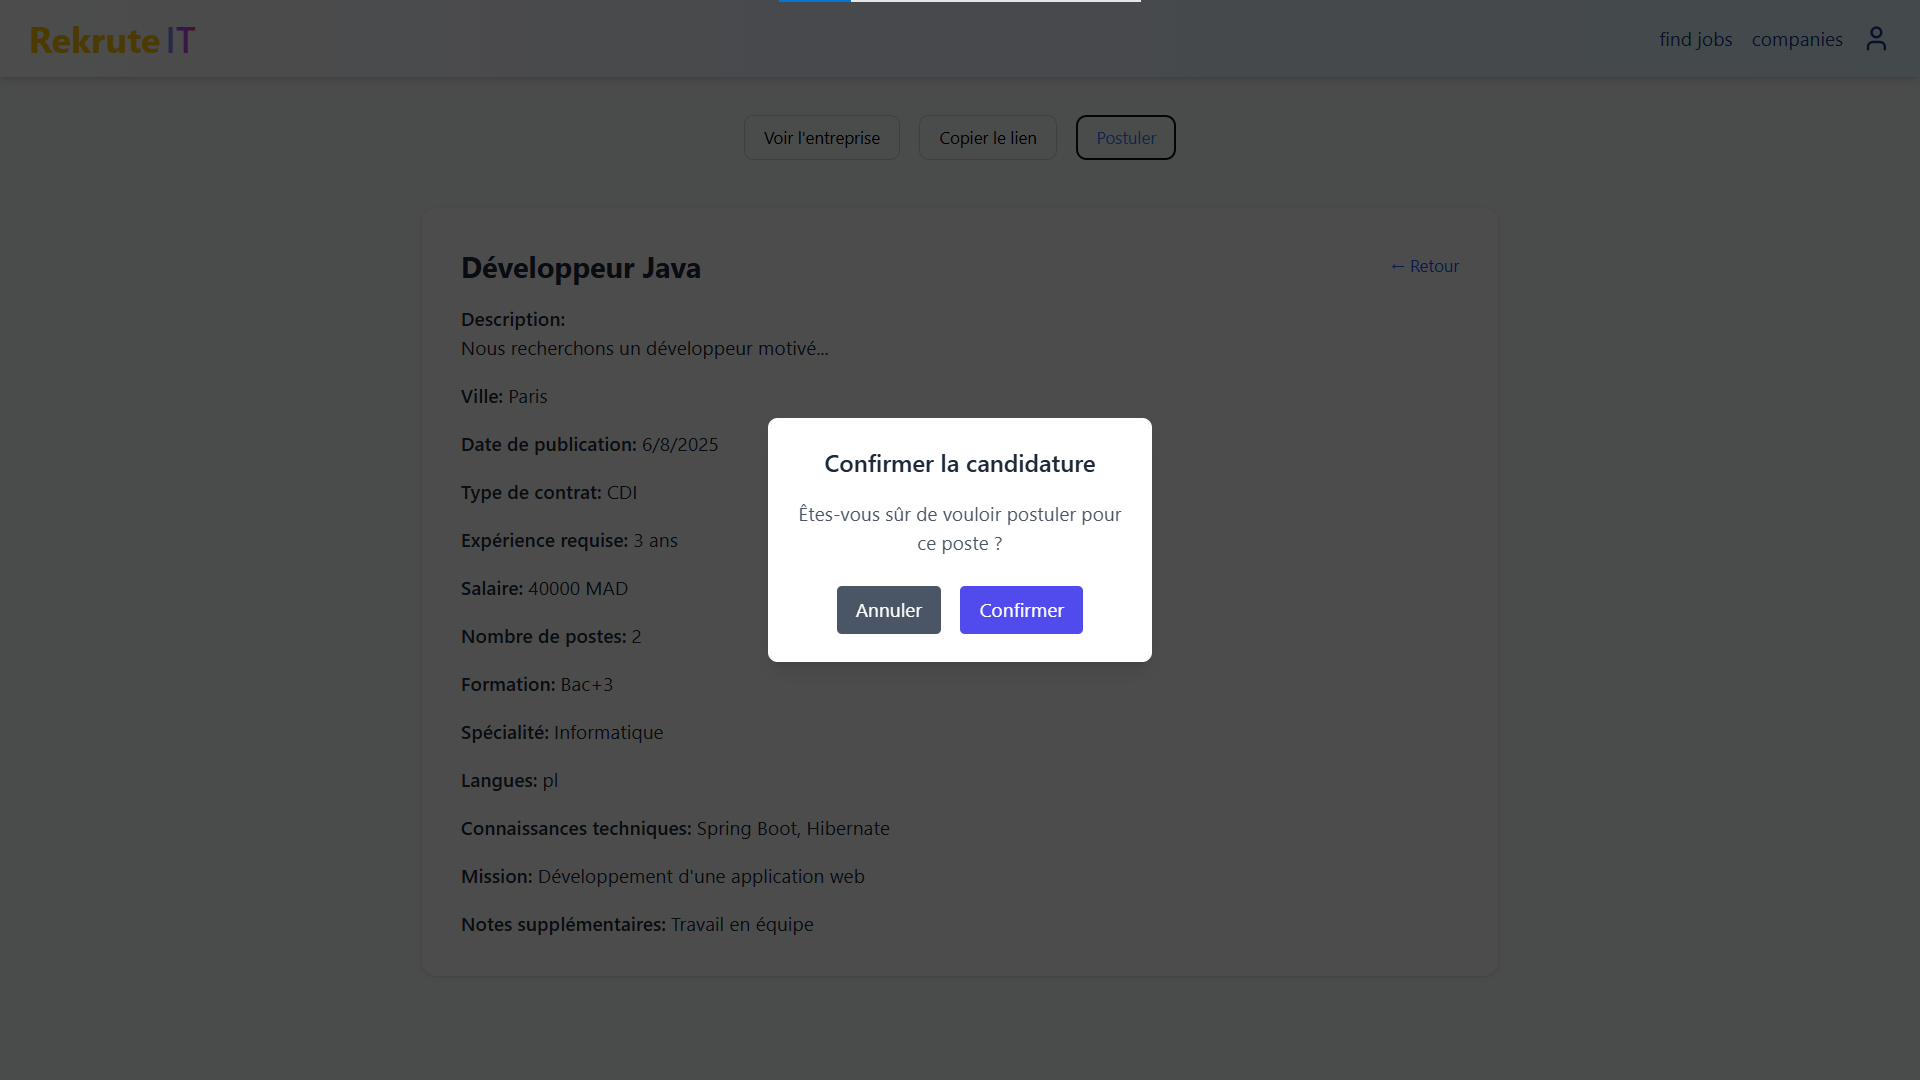 Rekrute IT
find jobs companies
Voir l'entreprise Copier le lien Postuler
Développeur Java
← Retour
Description:
Nous recherchons un développeur motivé...
Ville: Paris
Date de publication: 6/8/2025
Type de contrat: CDI
Expérience requise: 3 ans
Salaire: 40000 MAD
Nombre de postes: 2
Formation: Bac+3
Spécialité: Informatique
Langues: pl
Connaissances techniques: Spring Boot, Hibernate
Mission: Développement d'une application web
Notes supplémentaires: Travail en équipe
Confirmer la candidature
Êtes-vous sûr de vouloir postuler pour
ce poste ?
Annuler Confirmer